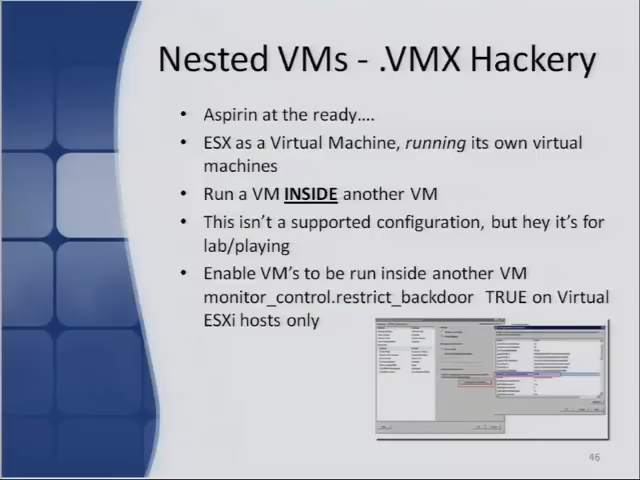 Nested VMs - .VMX Hackery
• Aspirin at the ready....
• ESX as a Virtual Machine, running its own virtual
machines
• Run a VM INSIDE another VM
• This isn't a supported configuration, but hey it's for
lab/playing
• Enable VM's to be run inside another VM
monitor_control.restrict_backdoor TRUE on Virtual
ESXi hosts only
46